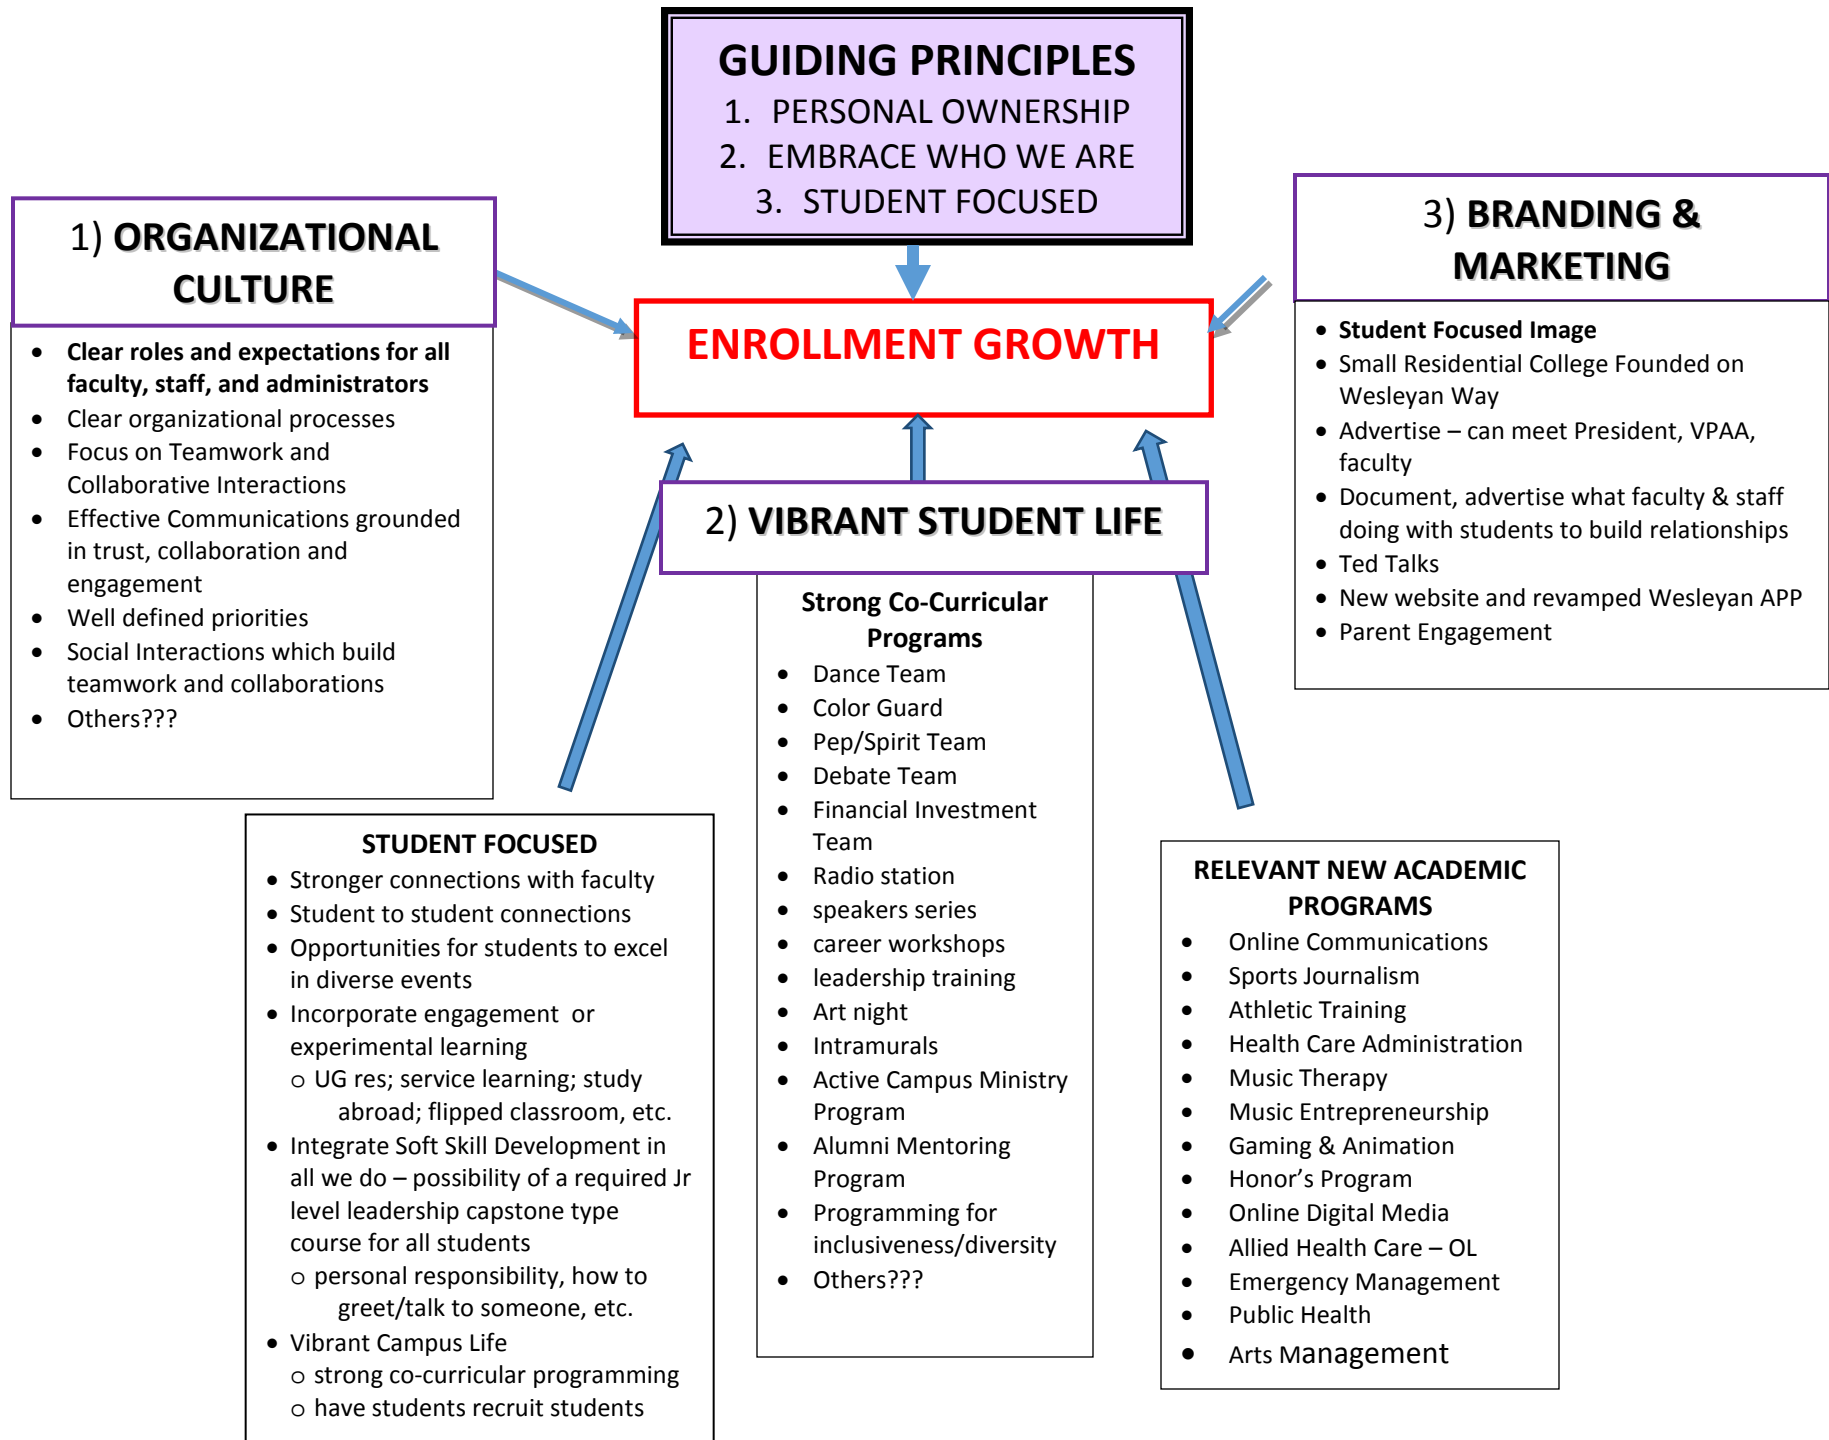 GUIDING PRINCIPLES
1. PERSONAL OWNERSHIP
2. EMBRACE WHO WE ARE
3. STUDENT FOCUSED
1) ORGANIZATIONAL
CULTURE
• Clear roles and expectations for all
faculty, staff, and administrators
• Clear organizational processes
• Focus on Teamwork and
Collaborative Interactions
• Effective Communications grounded
in trust, collaboration and
engagement
• Well defined priorities
• Social Interactions which build
teamwork and collaborations
• Others???
ENROLLMENT GROWTH
3) BRANDING &
MARKETING
• Student Focused Image
• Small Residential College Founded on
Wesleyan Way
• Advertise – can meet President, VPAA,
faculty
• Document, advertise what faculty & staff
doing with students to build relationships
• Ted Talks
• New website and revamped Wesleyan APP
• Parent Engagement
2) VIBRANT STUDENT LIFE
Strong Co-Curricular
Programs
• Dance Team
• Color Guard
• Pep/Spirit Team
• Debate Team
• Financial Investment
Team
• Radio station
• speakers series
• career workshops
• leadership training
• Art night
• Intramurals
• Active Campus Ministry
Program
• Alumni Mentoring
Program
• Programming for
inclusiveness/diversity
• Others???
STUDENT FOCUSED
• Stronger connections with faculty
• Student to student connections
• Opportunities for students to excel
in diverse events
• Incorporate engagement or
experimental learning
o UG res; service learning; study
abroad; flipped classroom, etc.
• Integrate Soft Skill Development in
all we do – possibility of a required Jr
level leadership capstone type
course for all students
o personal responsibility, how to
greet/talk to someone, etc.
• Vibrant Campus Life
o strong co-curricular programming
o have students recruit students
RELEVANT NEW ACADEMIC
PROGRAMS
• Online Communications
• Sports Journalism
• Athletic Training
• Health Care Administration
• Music Therapy
• Music Entrepreneurship
• Gaming & Animation
• Honor's Program
• Online Digital Media
• Allied Health Care – OL
• Emergency Management
• Public Health
• Arts Management